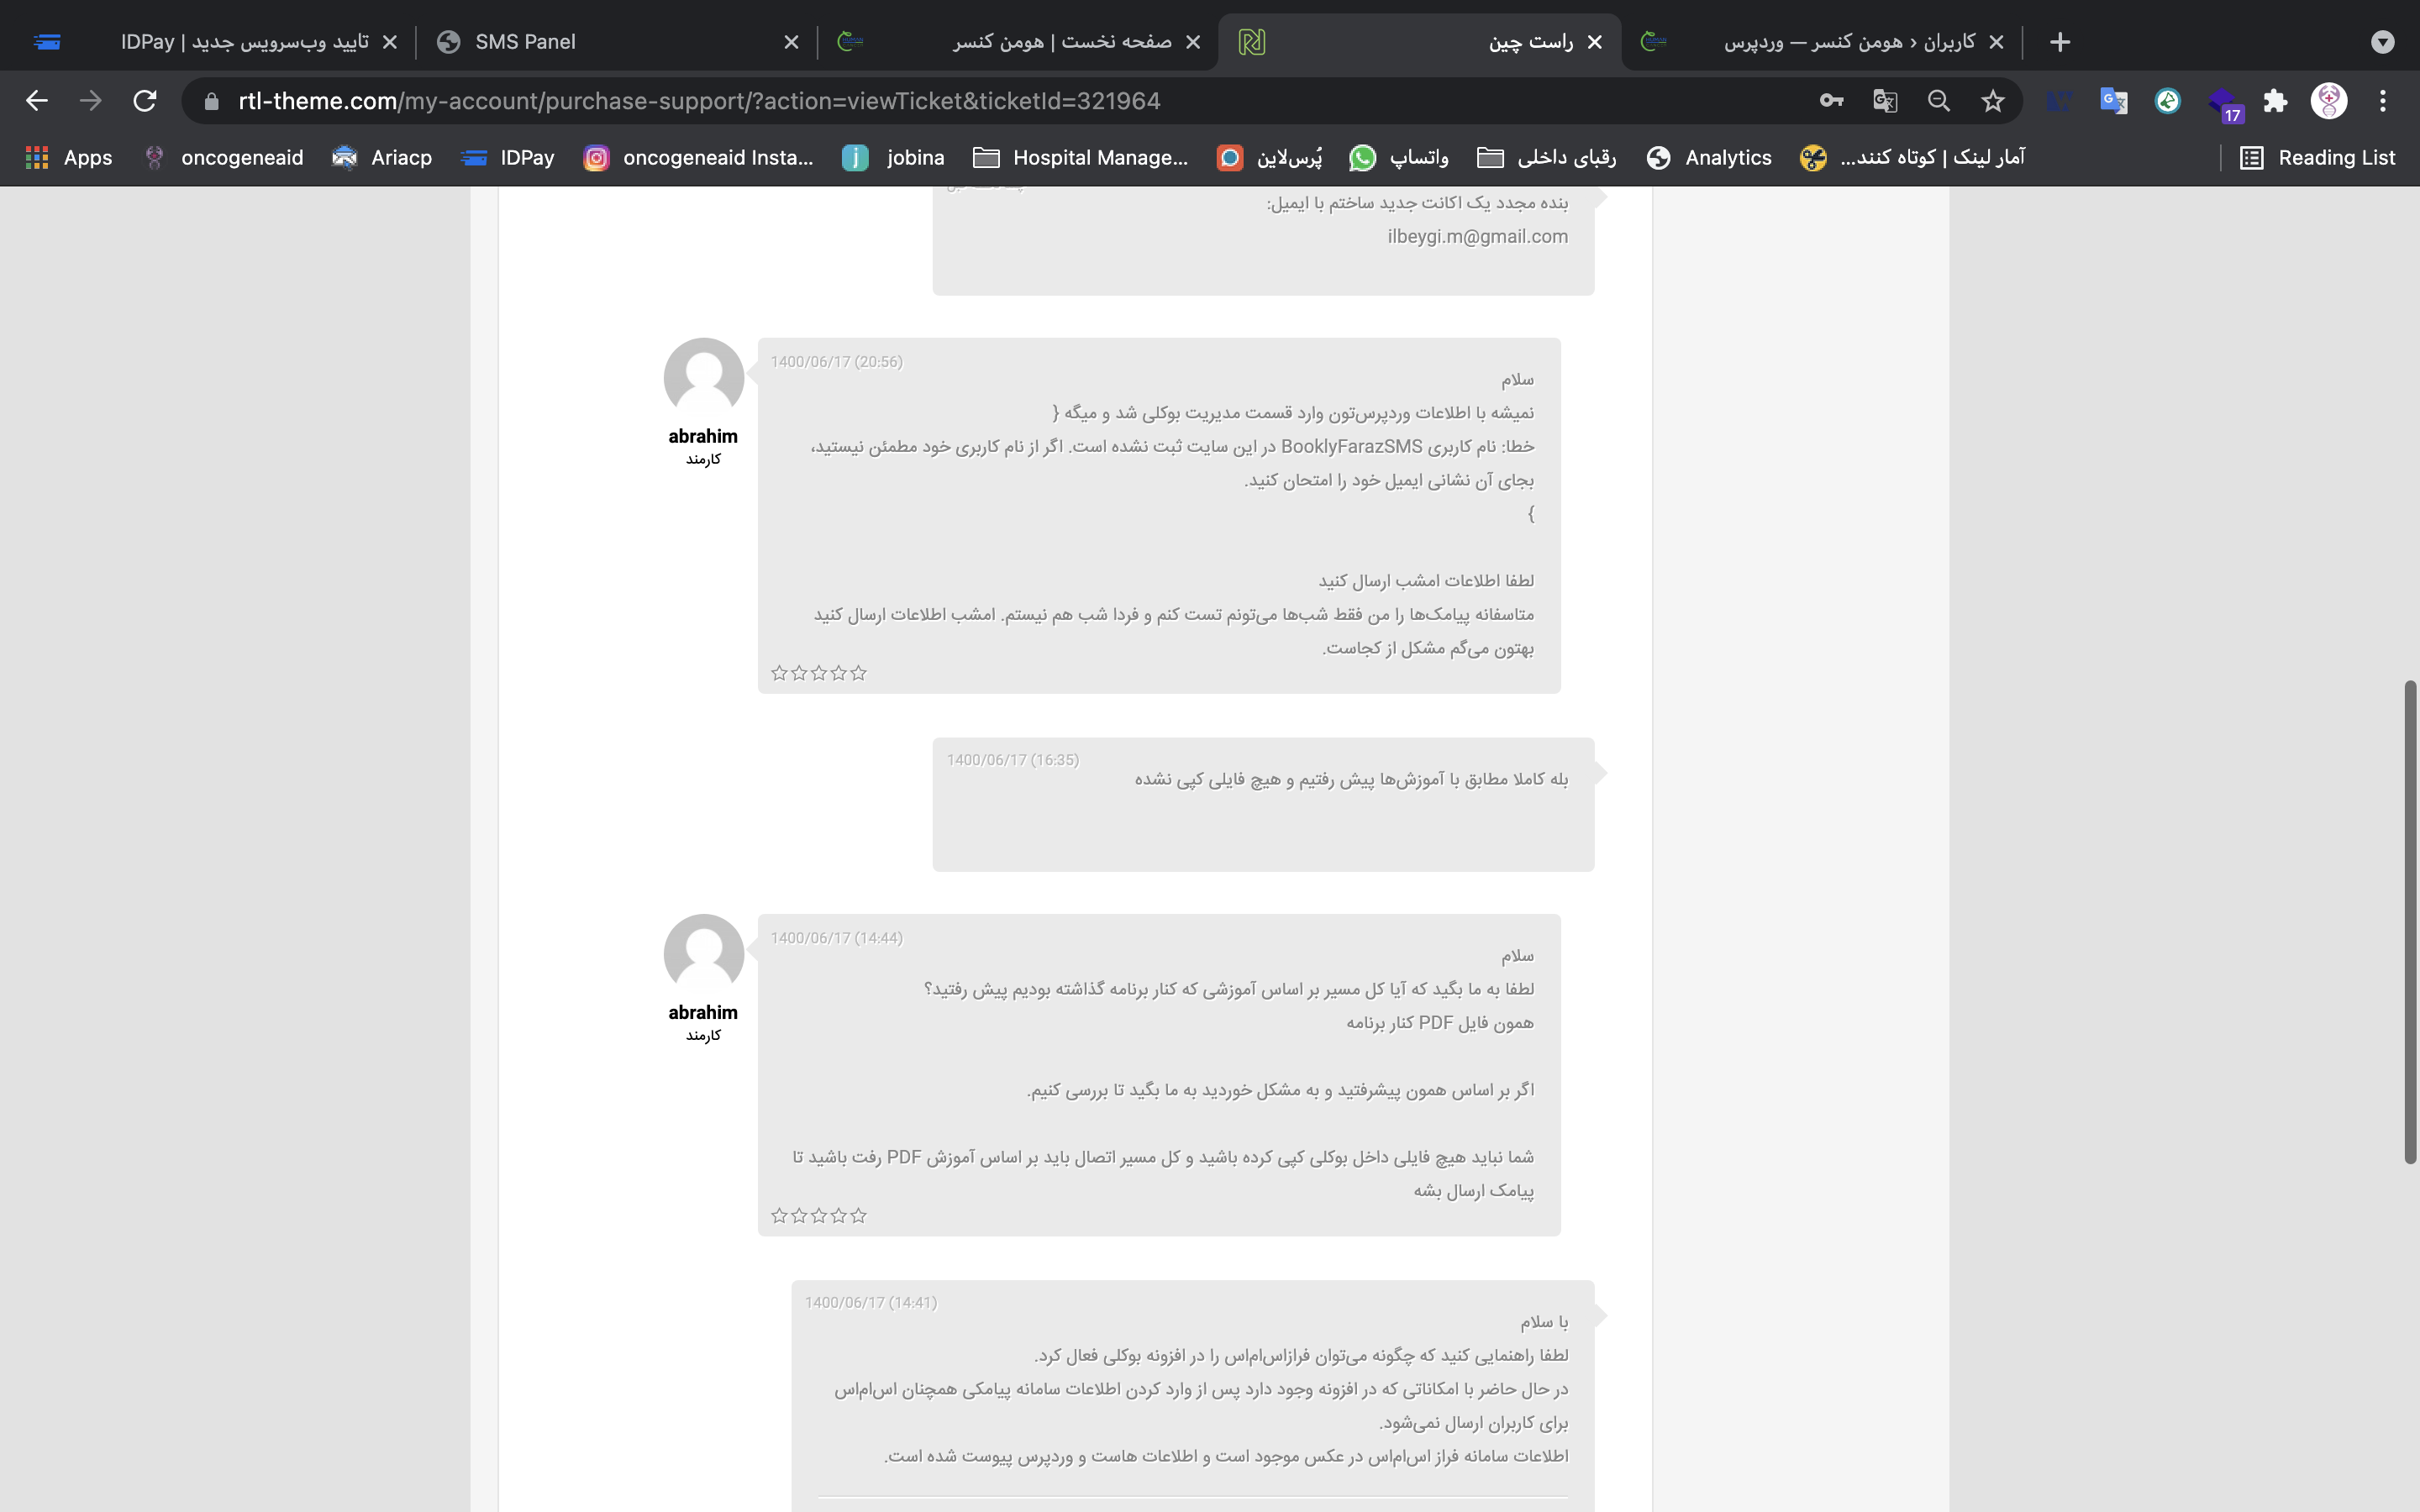 IDPay | تایید وب‌سرویس جدید
SMS Panel
صفحه نخست | هومن کنسر
راست چین
کاربران ‹ هومن کنسر — وردپرس
rtl-theme.com/my-account/purchase-support/?action=viewTicket&ticketId=321964
17
Apps
oncogeneaid
Ariacp
IDPay
oncogeneaid Insta...
jobina
Hospital Manage...
پُرس‌لاین
واتساپ
رقبای داخلی
Analytics
آمار لینک | کوتاه کنند...
Reading List
بنده مجدد یک اکانت جدید ساختم با ایمیل:
ilbeygi.m@gmail.com
abrahim
کارمند
1400/06/17 (20:56)
سلام
نمیشه با اطلاعات وردپرس‌تون وارد قسمت مدیریت بوکلی شد و میگه {
خطا: نام کاربری BooklyFarazSMS در این سایت ثبت نشده است. اگر از نام کاربری خود مطمئن نیستید،
بجای آن نشانی ایمیل خود را امتحان کنید.
}
لطفا اطلاعات امشب ارسال کنید
متاسفانه پیامک‌ها را من فقط شب‌ها می‌تونم تست کنم و فردا شب هم نیستم. امشب اطلاعات ارسال کنید
بهتون می‌گم مشکل از کجاست.
1400/06/17 (16:35)
بله کاملا مطابق با آموزش‌ها پیش رفتیم و هیچ فایلی کپی نشده
abrahim
کارمند
1400/06/17 (14:44)
سلام
لطفا به ما بگید که آیا کل مسیر بر اساس آموزشی که کنار برنامه گذاشته بودیم پیش رفتید؟
همون فایل PDF کنار برنامه
اگر بر اساس همون پیشرفتید و به مشکل خوردید به ما بگید تا بررسی کنیم.
شما نباید هیچ فایلی داخل بوکلی کپی کرده باشید و کل مسیر اتصال باید بر اساس آموزش PDF رفت باشید تا
پیامک ارسال بشه
1400/06/17 (14:41)
با سلام
لطفا راهنمایی کنید که چگونه می‌توان فرازاس‌ام‌اس را در افزونه بوکلی فعال کرد.
در حال حاضر با امکاناتی که در افزونه وجود دارد پس از وارد کردن اطلاعات سامانه پیامکی همچنان اس‌ام‌اس
برای کاربران ارسال نمی‌شود.
اطلاعات سامانه فراز اس‌ام‌اس در عکس موجود است و اطلاعات هاست و وردپرس پیوست شده است.